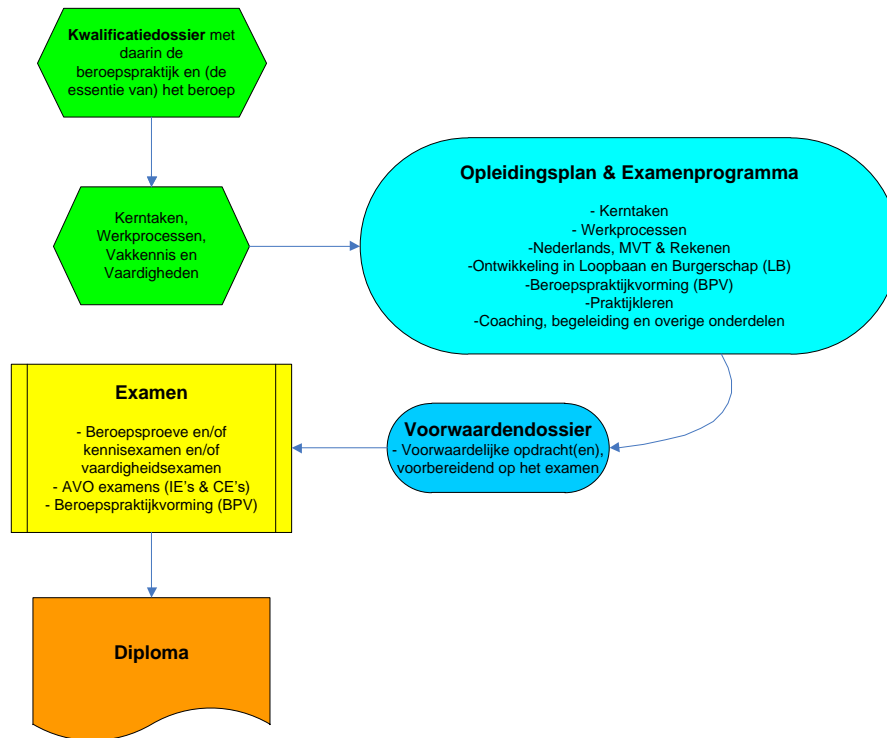 Kwalificatiedossier met
daarin de
beroepspraktijk en (de
essentie van) het beroep
Kerntaken,
Werkprocessen,
Vakkennis en
Vaardigheden
Opleidingsplan & Examenprogramma
- Kerntaken
- Werkprocessen
-Nederlands, MVT & Rekenen
-Ontwikkeling in Loopbaan en Burgerschap (LB)
-Beroepspraktijkvorming (BPV)
-Praktijkleren
-Coaching, begeleiding en overige onderdelen
Voorwaardendossier
- Voorwaardelijke opdracht(en),
voorbereidend op het examen
Examen
- Beroepsproeve en/of
kennisexamen en/of
vaardigheidsexamen
- AVO examens (IE's & CE's)
- Beroepspraktijkvorming (BPV)
Diploma